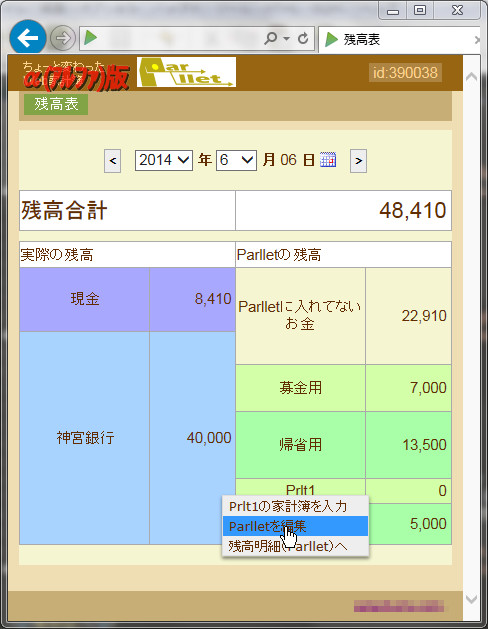 残高表
ちょっと変わった
α(アルファ)版
Parllet
id:390038
残高表
< 2014 年 6 月 06 日 >
残高合計 48,410
実際の残高 Parlletの残高
現金 8,410
Parlletに入れてない
お金 22,910
募金用 7,000
帰省用 13,500
神宮銀行 40,000
Prlt1 0
5,000
Prlt1の家計簿を入力
Parlletを編集
残高明細(Parllet)へ